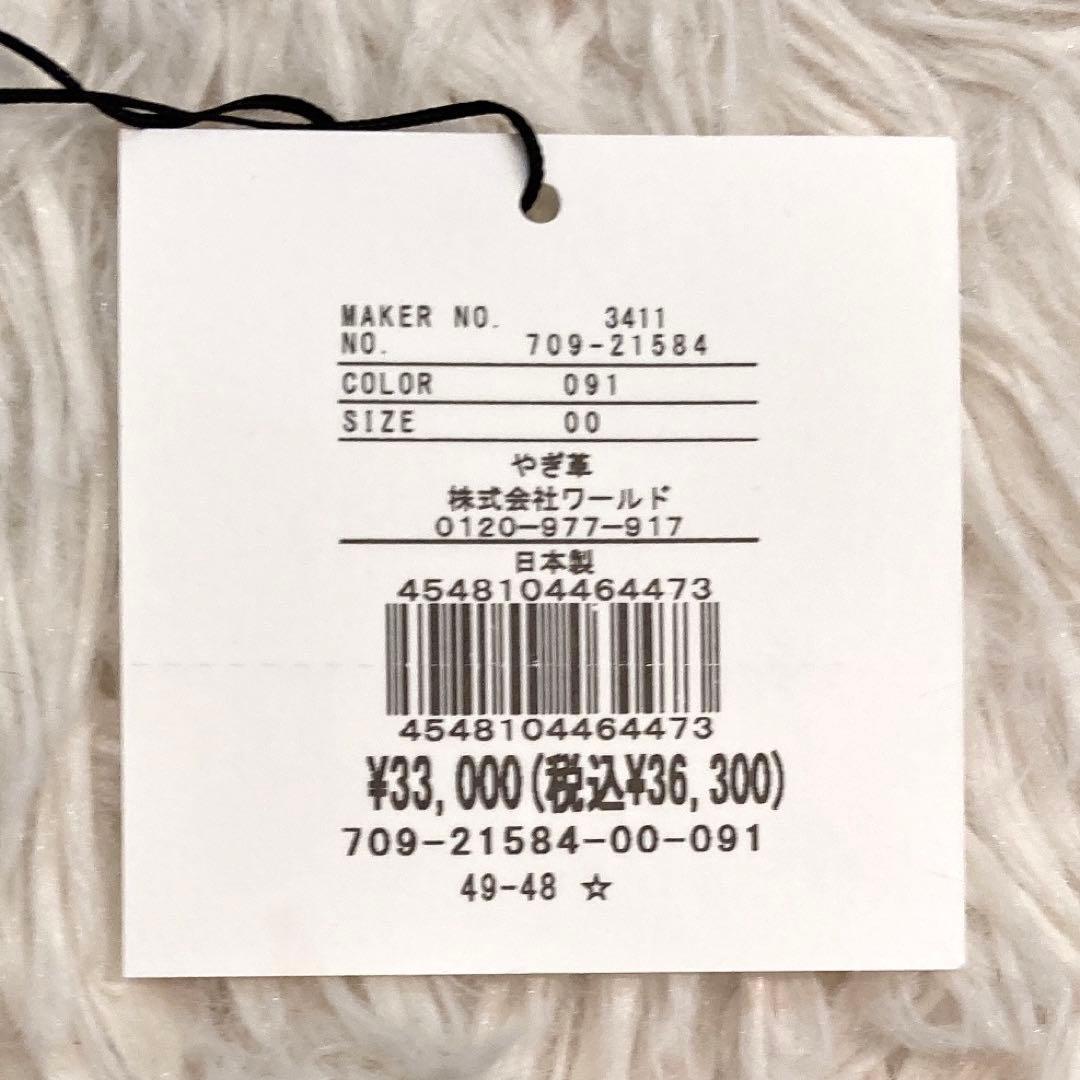 MAKER NO. 3411
NO. 709-21584
COLOR 091
SIZE 00
やぎ革
株式会社ワールド
0120-977-917
日本製
4548104464473
4548104464473
¥33,000(税込¥36,300)
709-21584-00-091
49-48 ☆